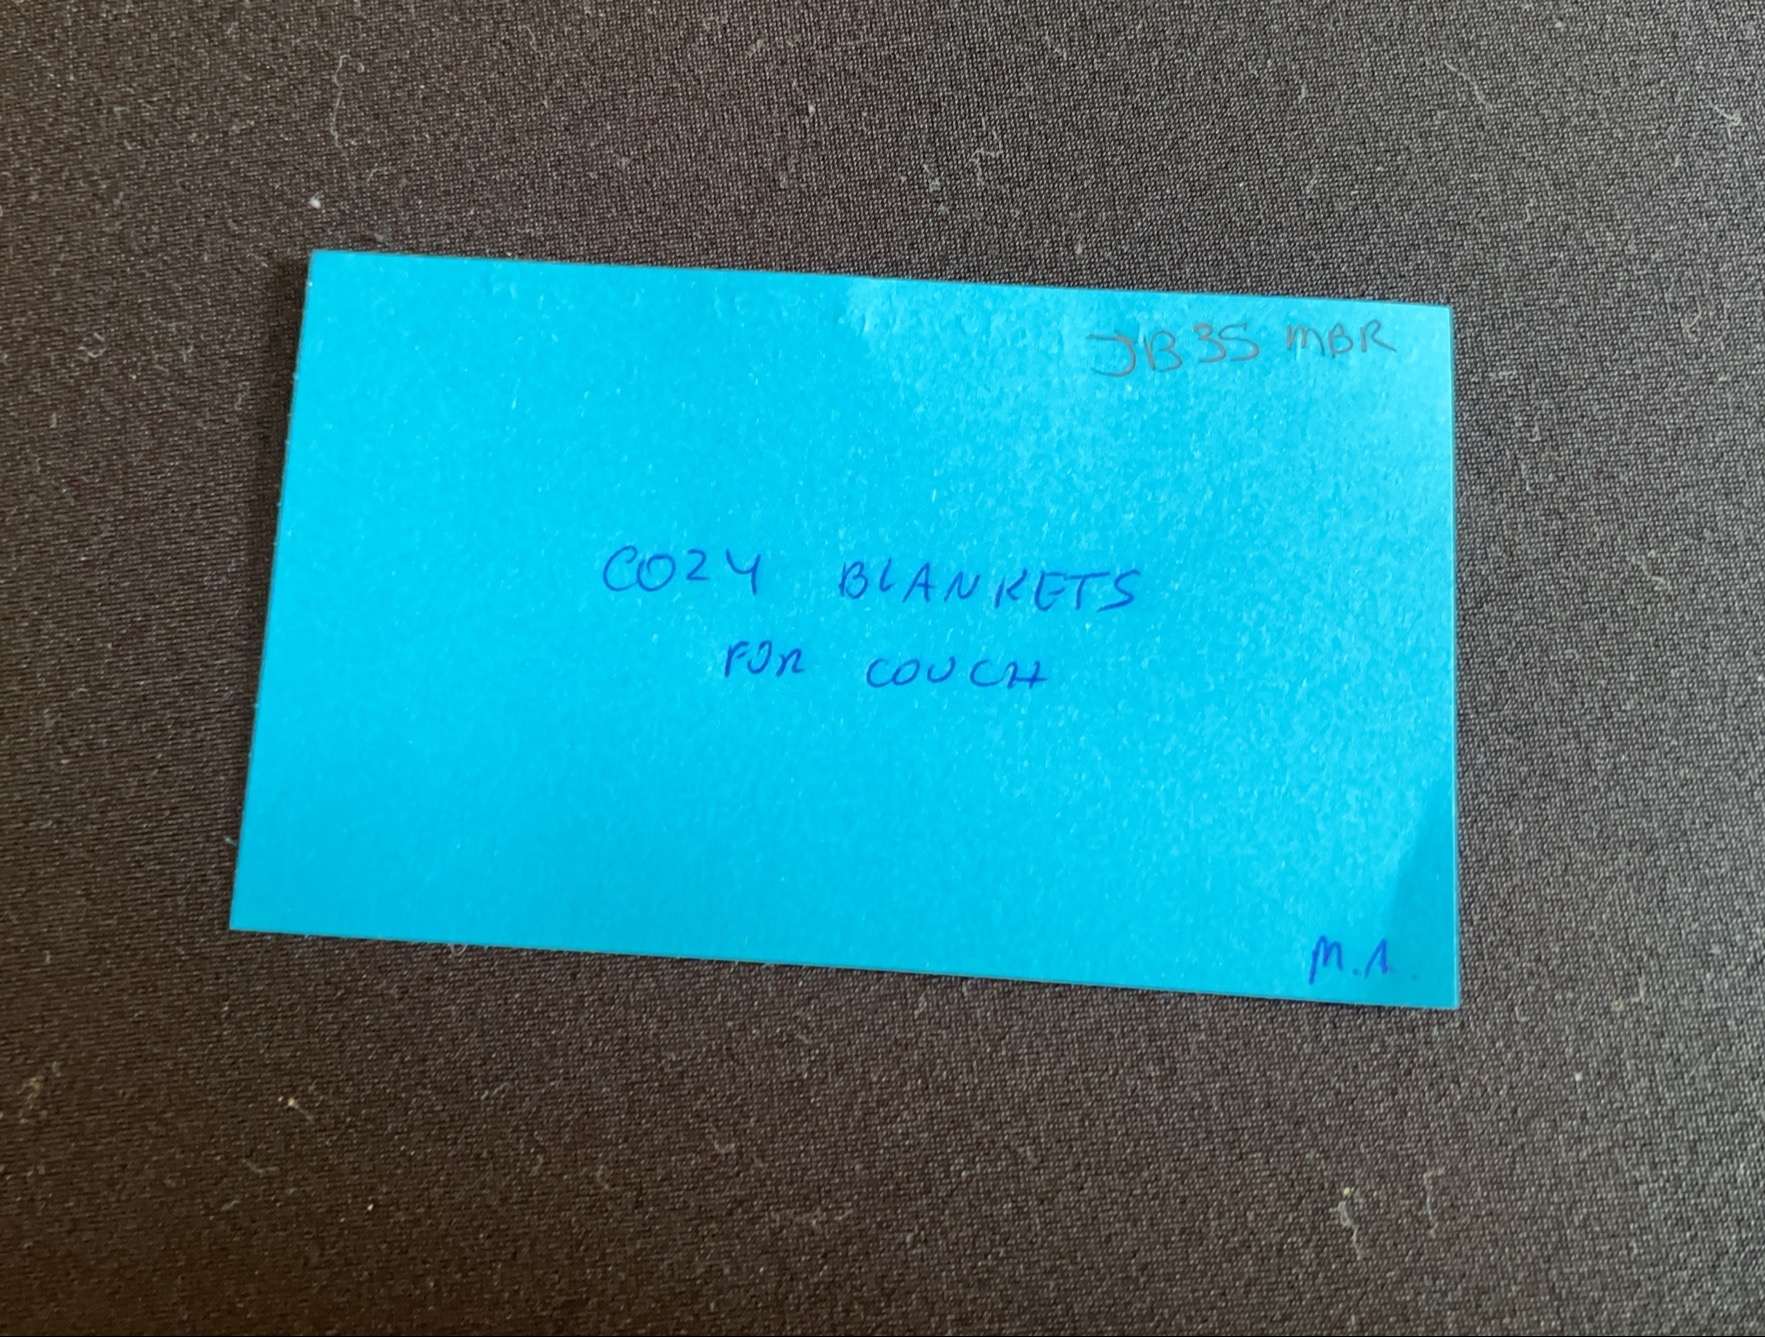 JB35 MBR
COZY BLANKETS
FOR COUCH
M.A.